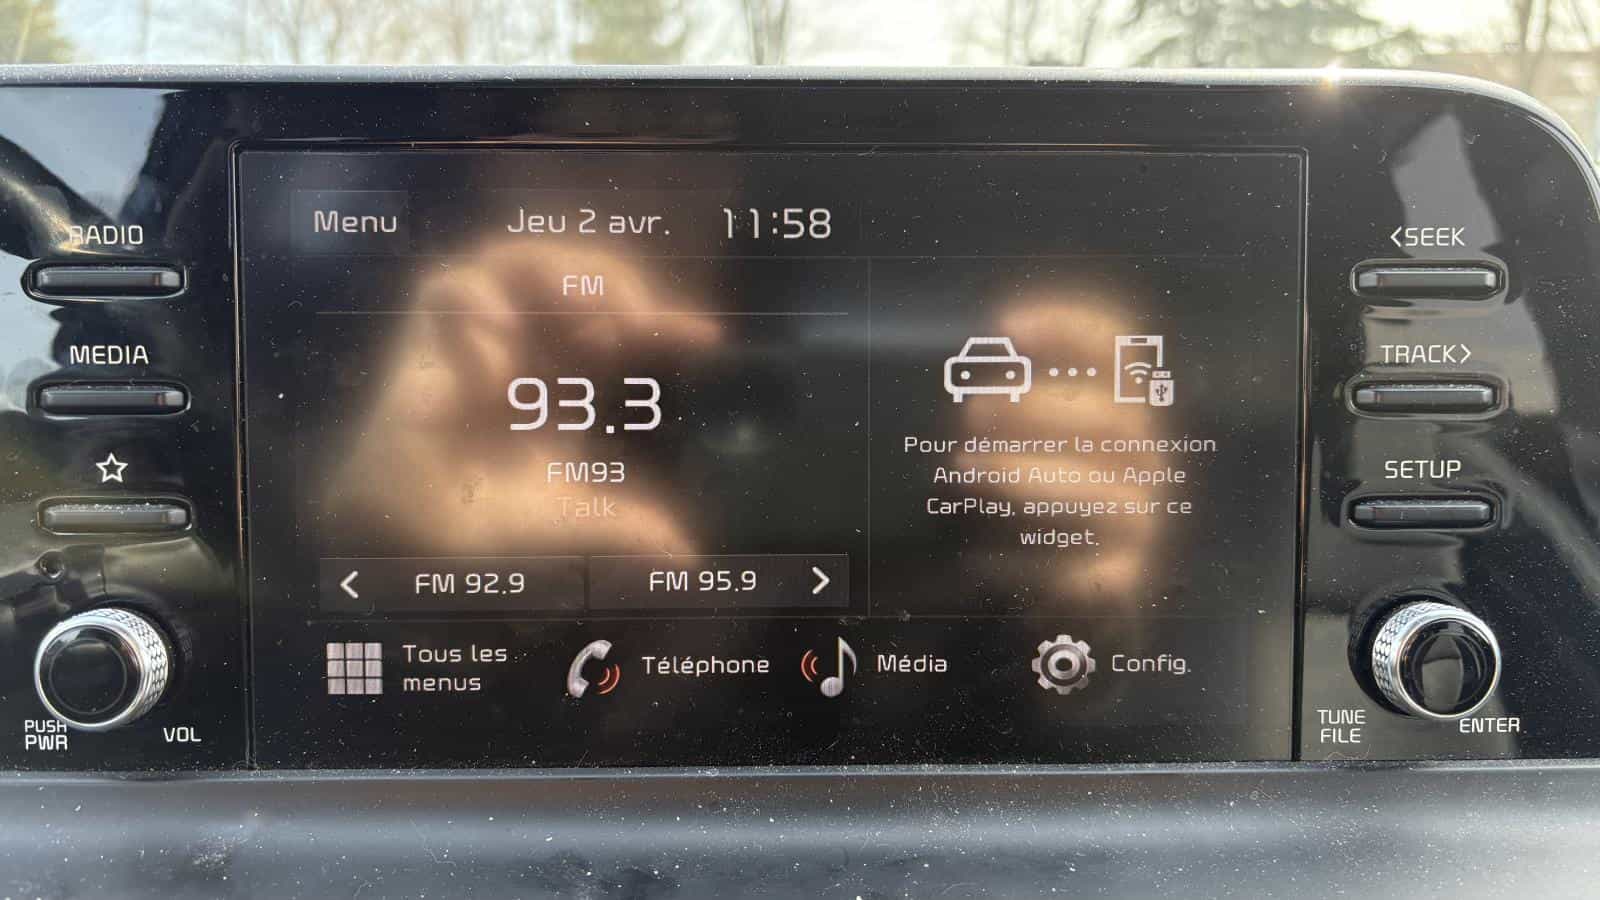 RADIO
MEDIA
PUSH
PWR
VOL
Menu
Jeu 2 avr.
11:58
FM
93.3
FM93
Talk
FM 92.9
FM 95.9
Pour démarrer la connexion
Android Auto ou Apple
CarPlay, appuyez sur ce
widget.
Tous les
menus
Téléphone
Média
Config.
<SEEK
TRACK>
SETUP
TUNE
FILE
ENTER